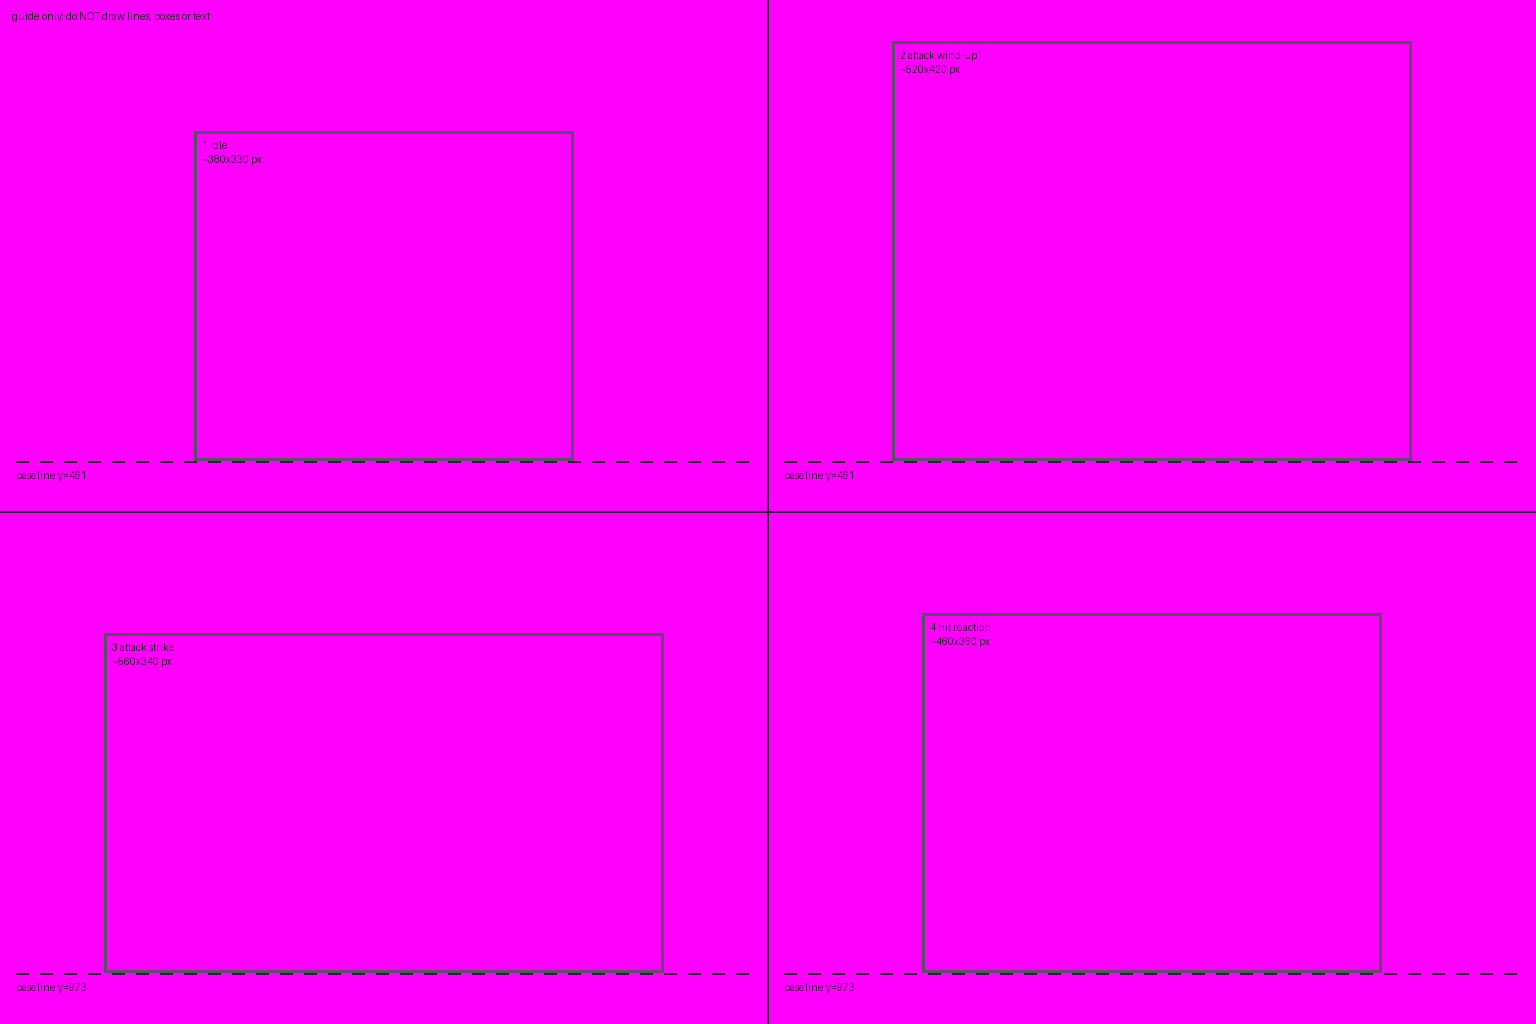 guide only: do NOT draw lines, boxes or text
2 attack wind-up
~520x420 px
1 idle
~380x330 px
baseline y=461
baseline y=461
3 attack strike
~560x340 px
4 hit reaction
~460x360 px
baseline y=973
baseline y=973